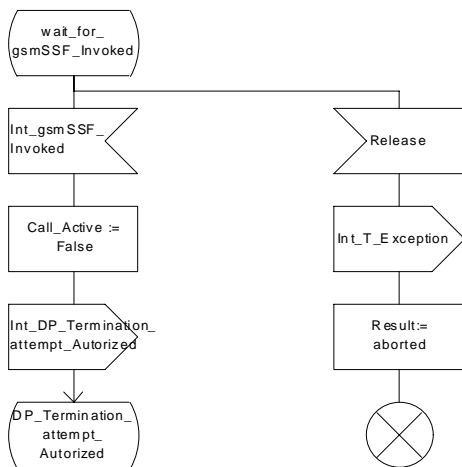 wait_for_
gsmSSF_Invoked
Int_gsmSSF_
Invoked
Release
Call_Active :=
False
Int_T_Exception
Int_DP_Termination_
attempt_Autorized
Result:=
aborted
DP_Termination_
attempt_
Autorized